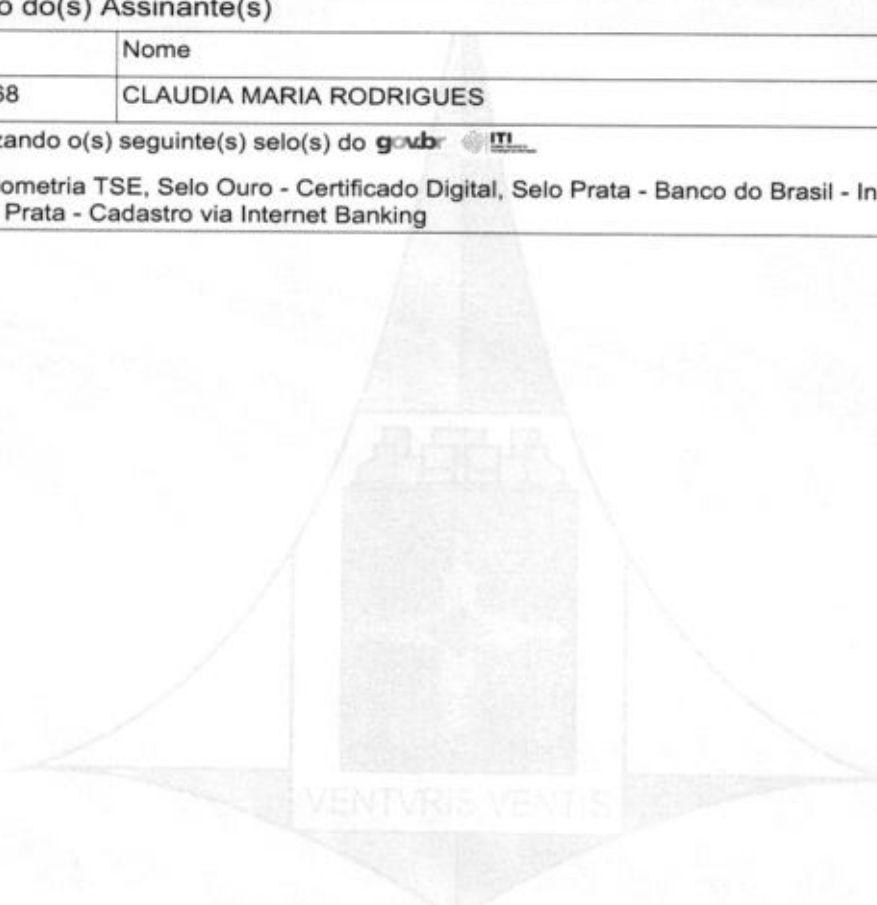 o do(s) Assinante(s)
Nome
68 CLAUDIA MARIA RODRIGUES
zando o(s) seguinte(s) selo(s) do gov.br ITI
ometria TSE, Selo Ouro - Certificado Digital, Selo Prata - Banco do Brasil - In
Prata - Cadastro via Internet Banking
VENTVRIS VENTIS